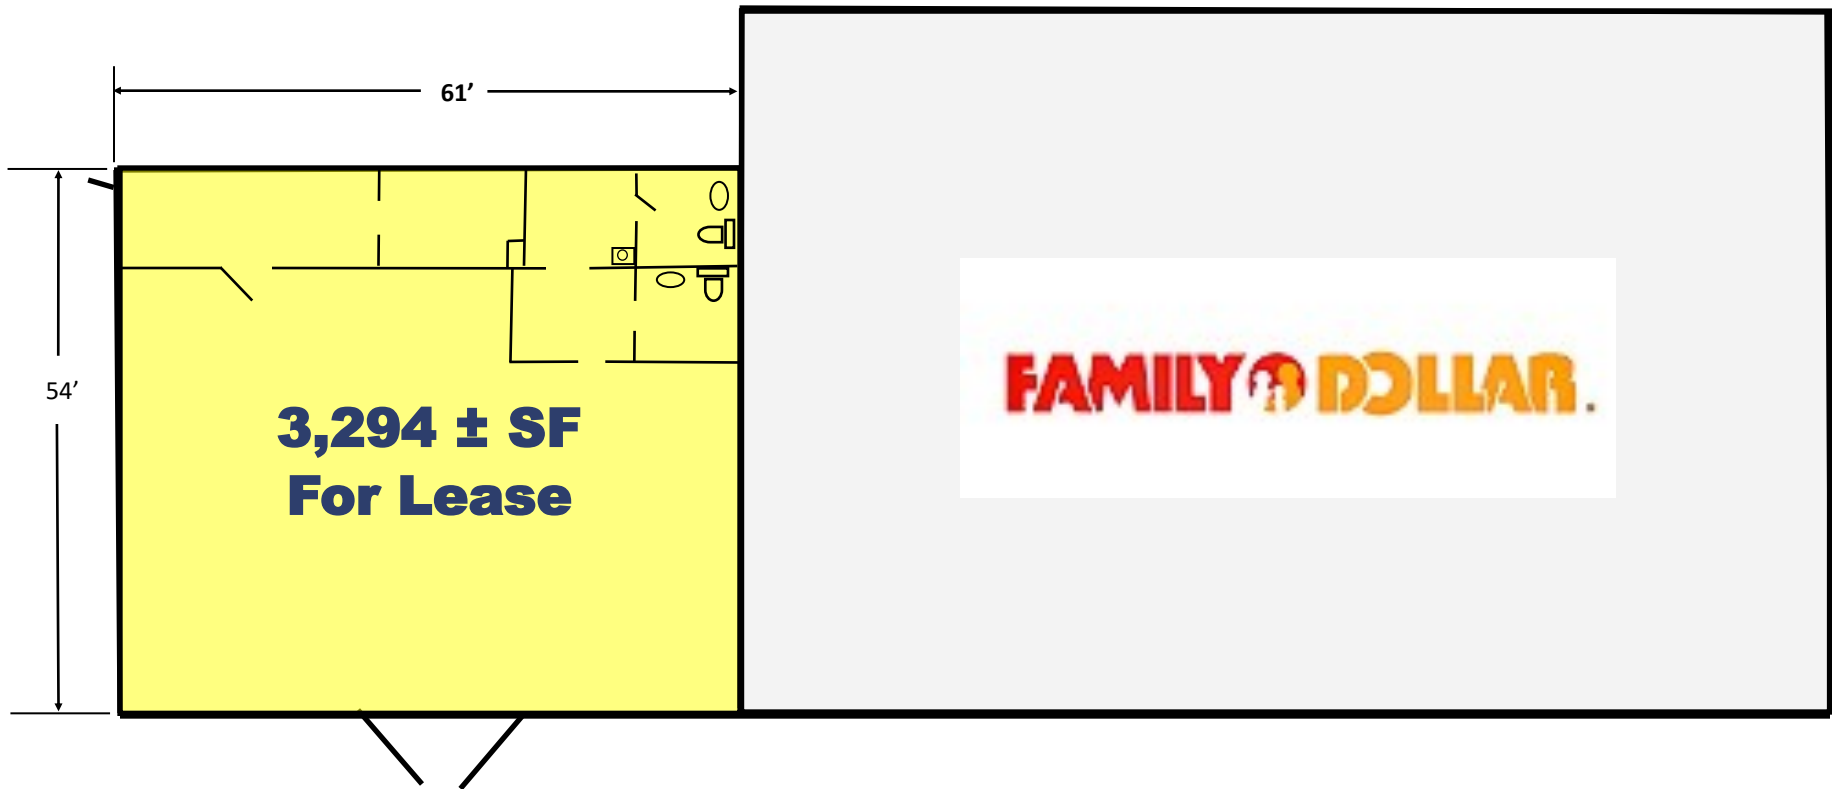 61’
54’
3,294 ± SF
For Lease
FAMILY DOLLAR.